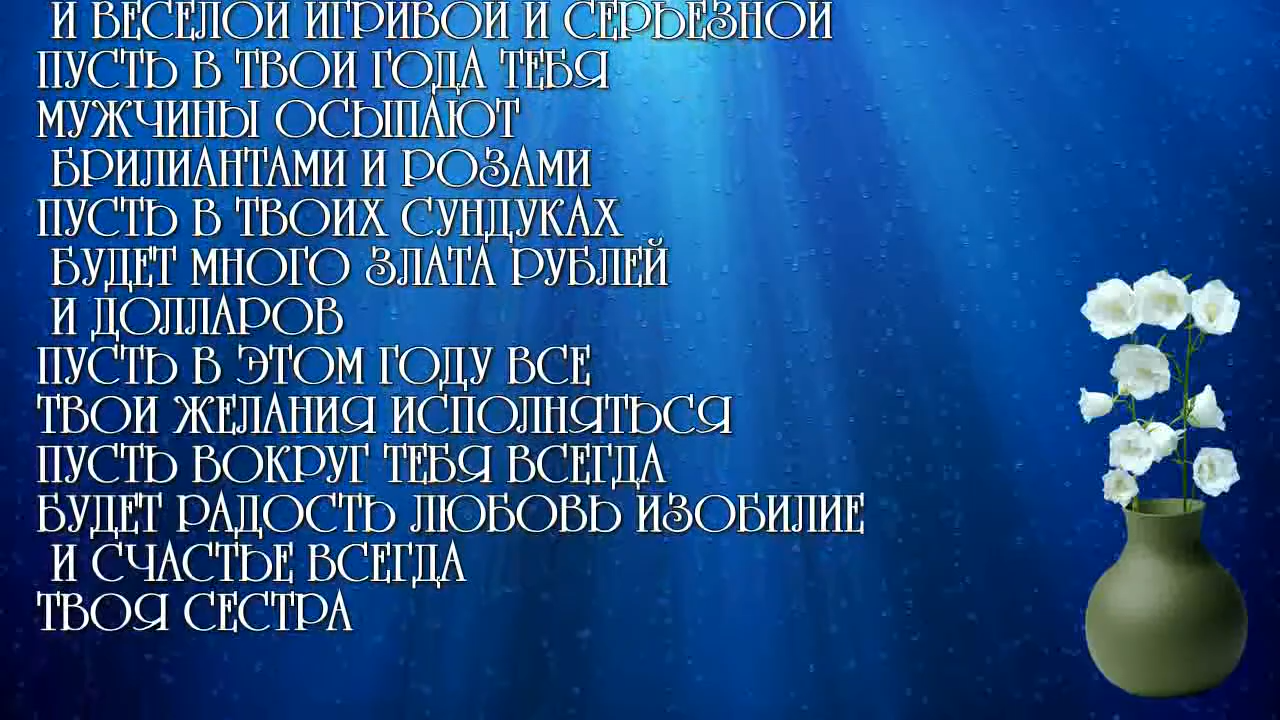 И ВЕСЕЛОЙ ИГРИВОЙ И СЕРЬЕЗНОЙ
ПУСТЬ В ТВОИ ГОДА ТЕБЯ
МУЖЧИНЫ ОСЫПАЮТ
БРИЛИАНТАМИ И РОЗАМИ
ПУСТЬ В ТВОИХ СУНДУКАХ
БУДЕТ МНОГО ЗЛАТА РУБЛЕЙ
И ДОЛЛАРОВ
ПУСТЬ В ЭТОМ ГОДУ ВСЕ
ТВОИ ЖЕЛАНИЯ ИСПОЛНЯТЬСЯ
ПУСТЬ ВОКРУГ ТЕБЯ ВСЕГДА
БУДЕТ РАДОСТЬ ЛЮБОВЬ ИЗОБИЛИЕ
И СЧАСТЬЕ ВСЕГДА
ТВОЯ СЕСТРА